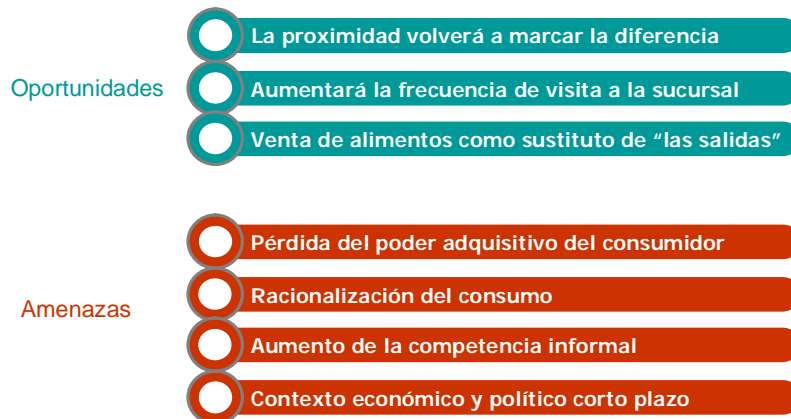 La proximidad volverá a marcar la diferencia
Oportunidades
Aumentará la frecuencia de visita a la sucursal
Venta de alimentos como sustituto de “las salidas”
Pérdida del poder adquisitivo del consumidor
Racionalización del consumo
Amenazas
Aumento de la competencia informal
Contexto económico y político corto plazo